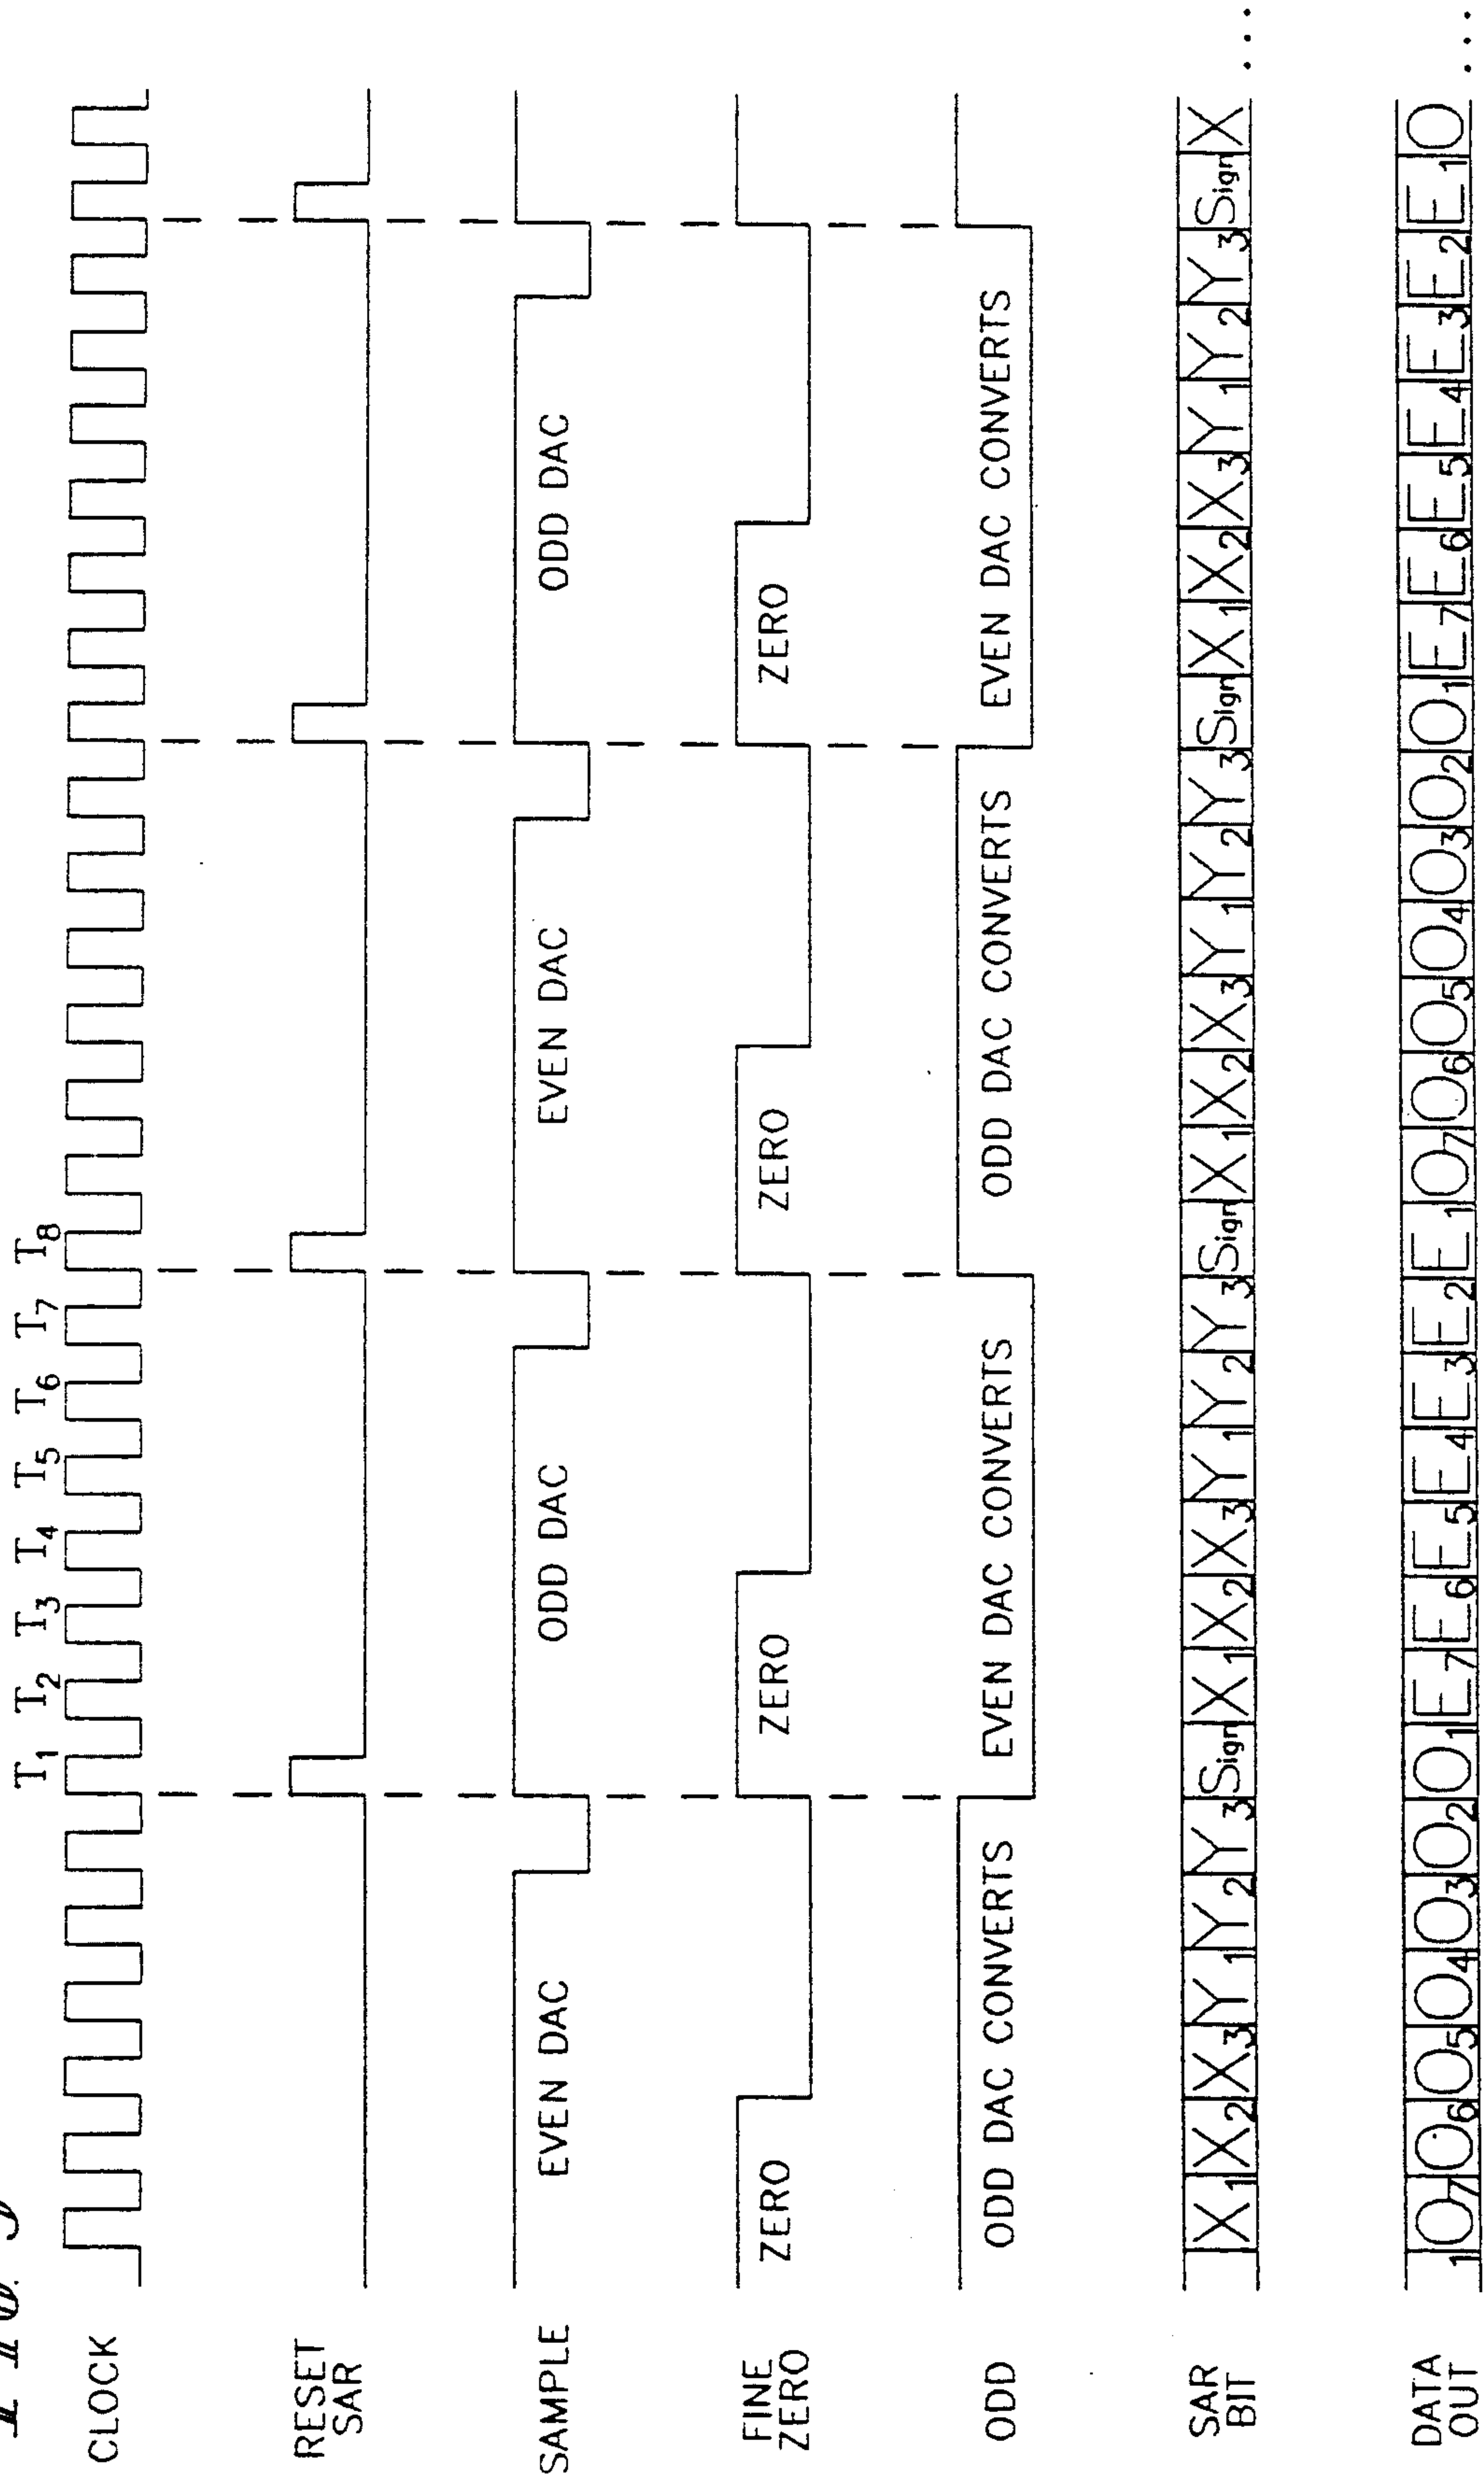 T1 T2 T3 T4 T5 T6 T7 T8
CLOCK
RESET
SAR
SAMPLE EVEN DAC ODD DAC EVEN DAC ODD DAC
FINE
ZERO ZERO ZERO ZERO ZERO
ODD ODD DAC CONVERTS EVEN DAC CONVERTS ODD DAC CONVERTS EVEN DAC CONVERTS
SAR
BIT X1 X2 X3 Y1 Y2 Y3 Sign X1 X2 X3 Y1 Y2 Y3 Sign X1 X2 X3 Y1 Y2 Y3 Sign X1 X2 X3 Y1 Y2 Y3 Sign X ...
DATA
OUT 1 O7 O6 O5 O4 O3 O2 O1 E7 E6 E5 E4 E3 E2 E1 O7 O6 O5 O4 O3 O2 O1 E7 E6 E5 E4 E3 E2 E1 O ...